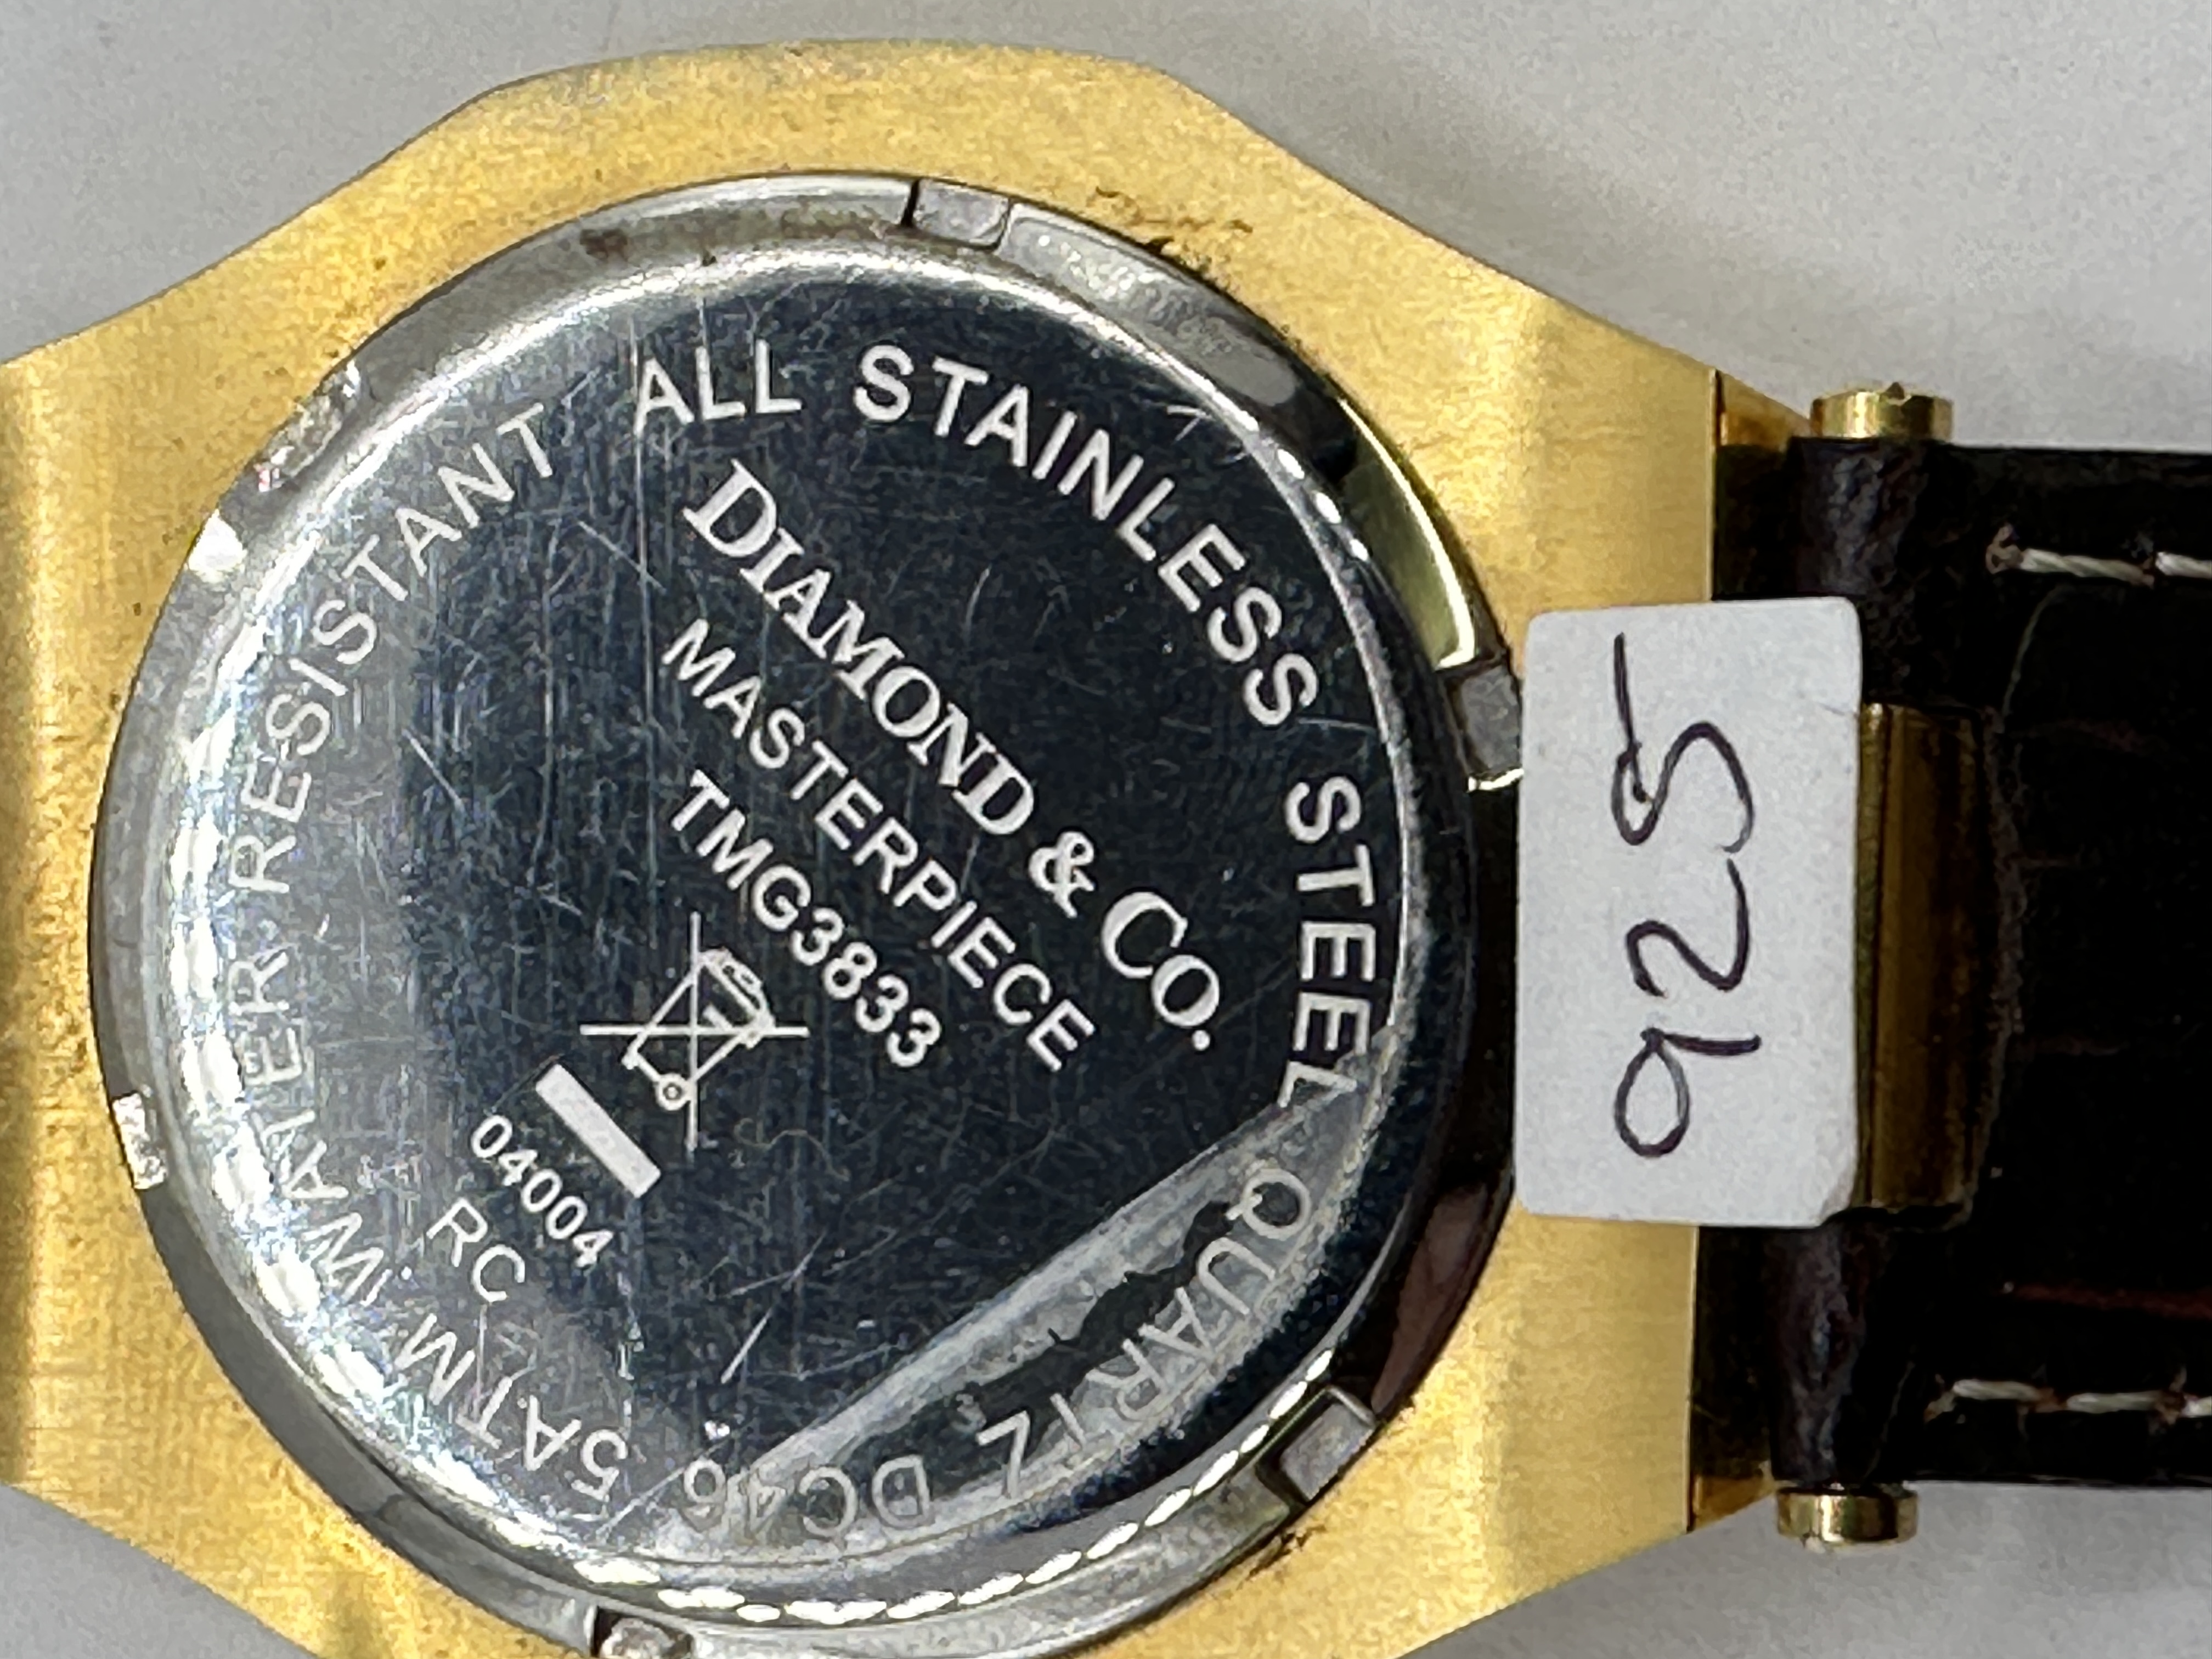 ALL STAINLESS STEEL QUARTZ DC46 5ATM WATER RESISTANT
DIAMOND & CO.
MASTERPIECE
TMG3833
04004
RC
925